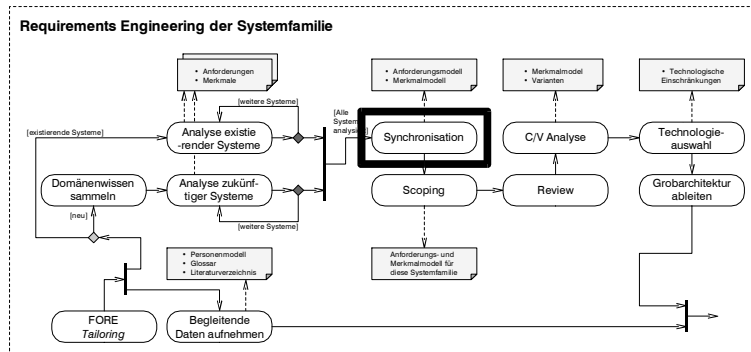 Requirements Engineering der Systemfamilie
• Anforderungen
• Merkmale
• Anforderungsmodell
• Merkmalmodell
• Merkmalmodel
• Varianten
• Technologische
Einschränkungen
[weitere Systeme]
[Alle
System
analysiert]
[existierende Systeme]
Analyse existie
-render Systeme
Synchronisation
C/V Analyse
Technologie-
auswahl
Domänenwissen
sammeln
Analyse zukünf-
tiger Systeme
Scoping
Review
Grobarchitektur
ableiten
[neu]
[weitere Systeme]
• Personenmodell
• Glossar
• Literaturverzeichnis
Anforderungs- und
Merkmalmodell für
diese Systemfamilie
FORE
Tailoring
Begleitende
Daten aufnehmen